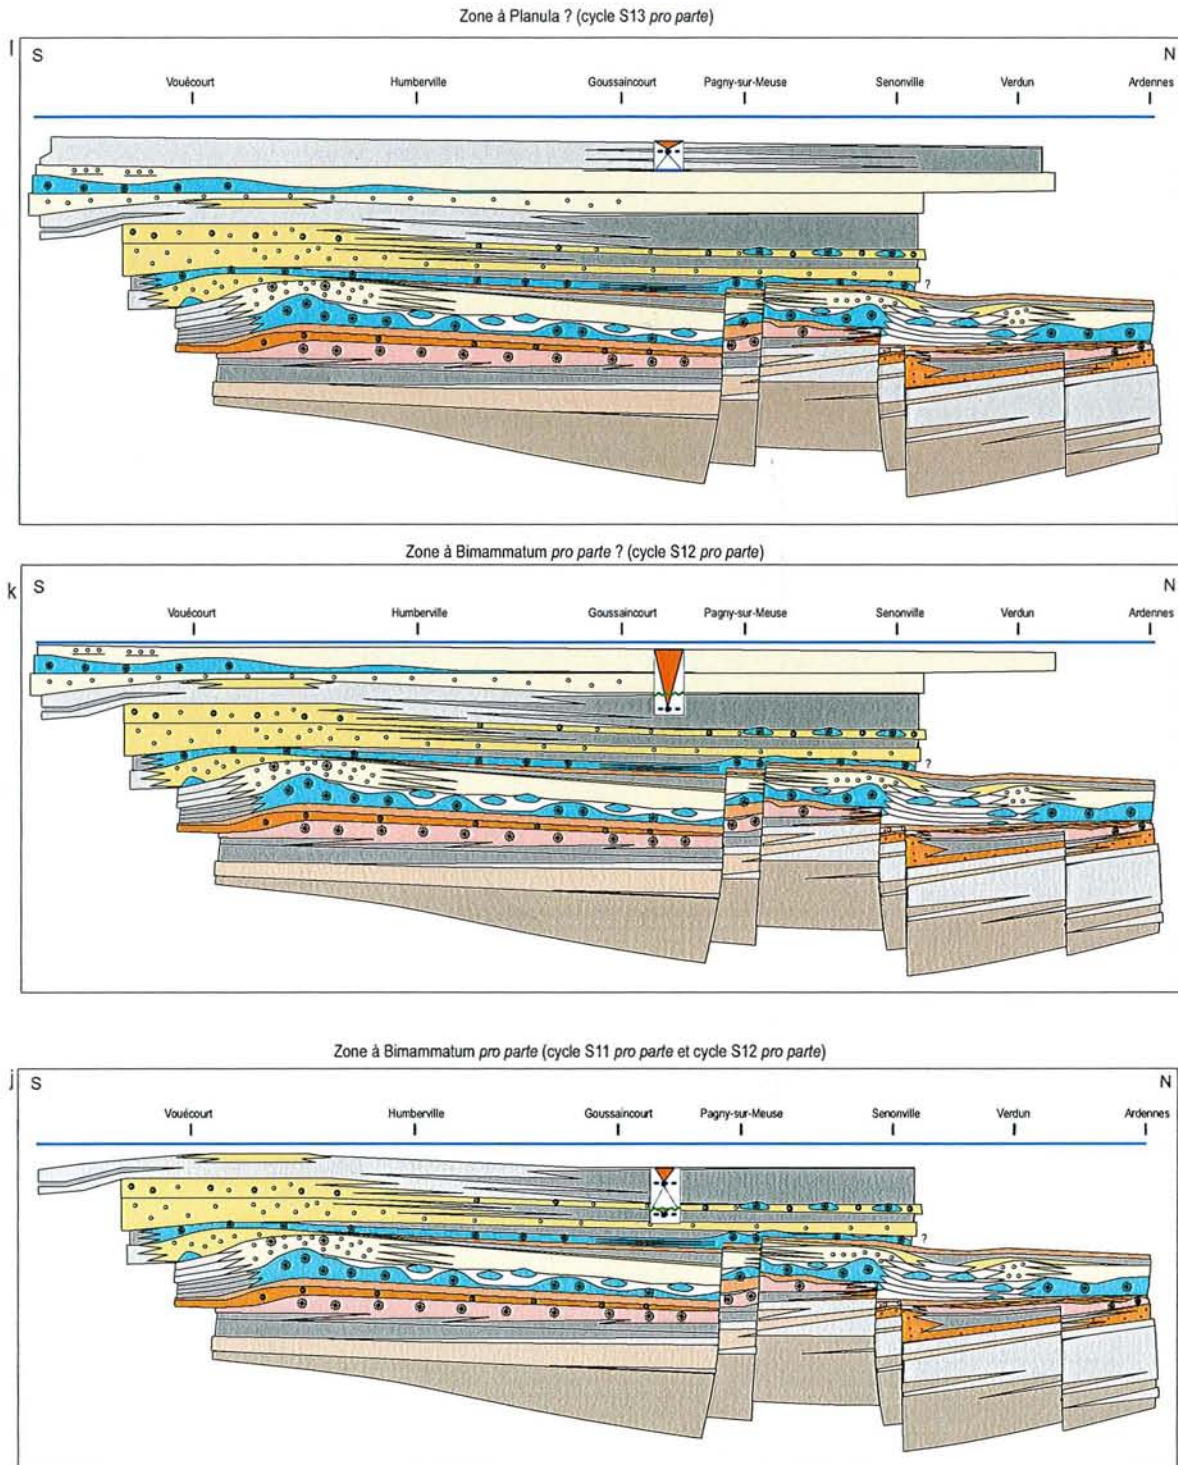 Zone à Planula ? (cycle S13 pro parte)
l
S N
Vouécourt Humberville Goussaincourt Pagny-sur-Meuse Senonville Verdun Ardennes
?
Zone à Bimammatum pro parte ? (cycle S12 pro parte)
k
S N
Vouécourt Humberville Goussaincourt Pagny-sur-Meuse Senonville Verdun Ardennes
?
Zone à Bimammatum pro parte (cycle S11 pro parte et cycle S12 pro parte)
j
S N
Vouécourt Humberville Goussaincourt Pagny-sur-Meuse Senonville Verdun Ardennes
?